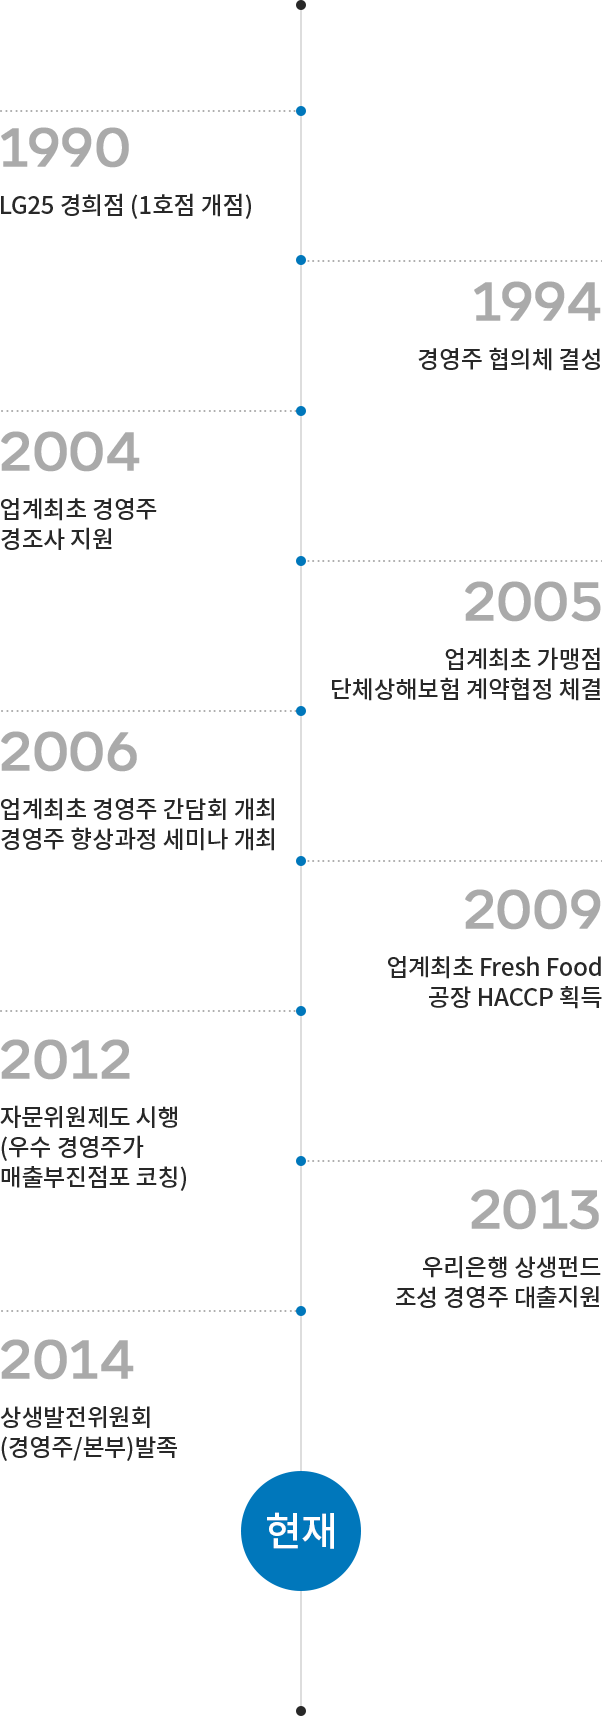 1990
LG25 경희점 (1호점 개점)
1994
경영주 협의체 결성
2004
업계최초 경영주
경조사 지원
2005
업계최초 가맹점
단체상해보험 계약협정 체결
2006
업계최초 경영주 간담회 개최
경영주 향상과정 세미나 개최
2009
업계최초 Fresh Food
공장 HACCP 획득
2012
자문위원제도 시행
(우수 경영주가
매출부진점포 코칭)
2013
우리은행 상생펀드
조성 경영주 대출지원
2014
상생발전위원회
(경영주/본부)발족
현재